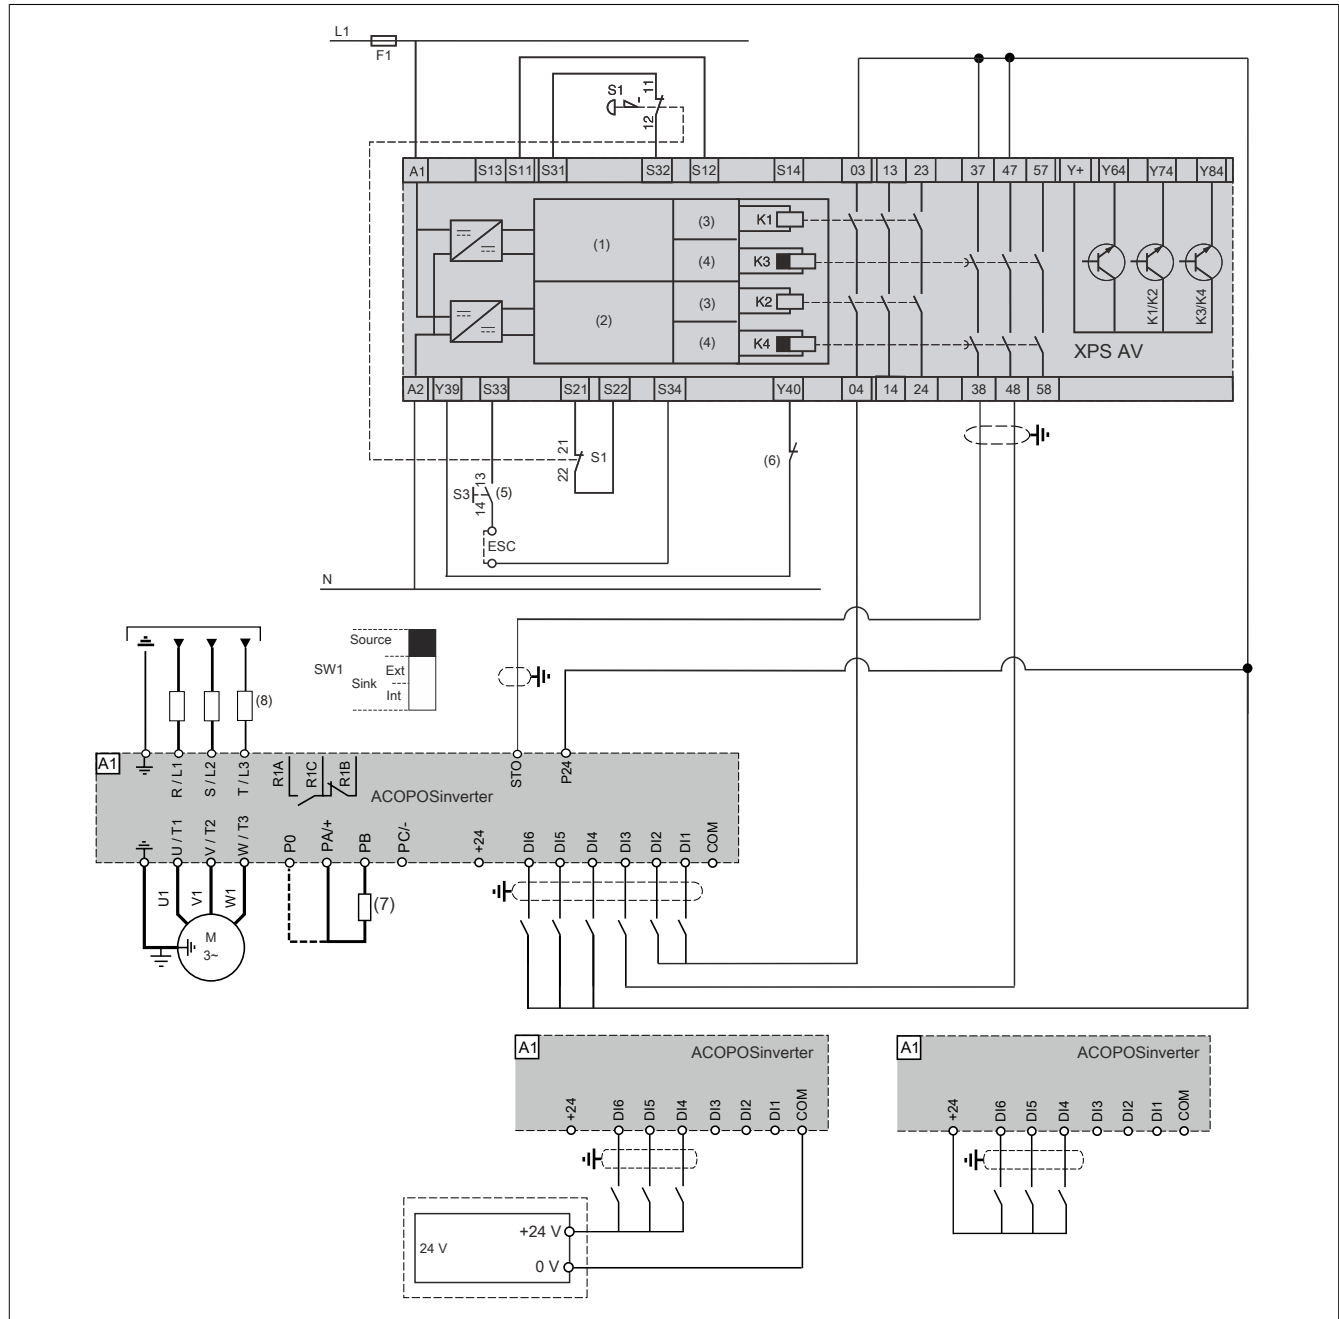 L1
F1
S1
11
12
A1 S13 S11 S31 S32 S12 S14 03 13 23 37 47 57 Y+ Y64 Y74 Y84
(1)
(3)
K1
(4)
K3
(2)
(3)
K2
(4)
K4
K1/K2
K3/K4
XPS AV
A2 Y39 S33 S21 S22 S34 Y40 04 14 24 38 48 58
21
22
S1
(6)
S3
13
14
(5)
ESC
N
SW1
Source
Sink
Ext
Int
(8)
A1
R / L1
S / L2
T / L3
R1A
R1C
R1B
ACOPOSinverter
STO
P24
U / T1
V / T2
W / T3
P0
PA/+
PB
PC/-
+24
DI6
DI5
DI4
DI3
DI2
DI1
COM
U1
V1
W1
M
3~
(7)
A1
ACOPOSinverter
+24
DI6
DI5
DI4
DI3
DI2
DI1
COM
24 V
+24 V
0 V
A1
ACOPOSinverter
+24
DI6
DI5
DI4
DI3
DI2
DI1
COM